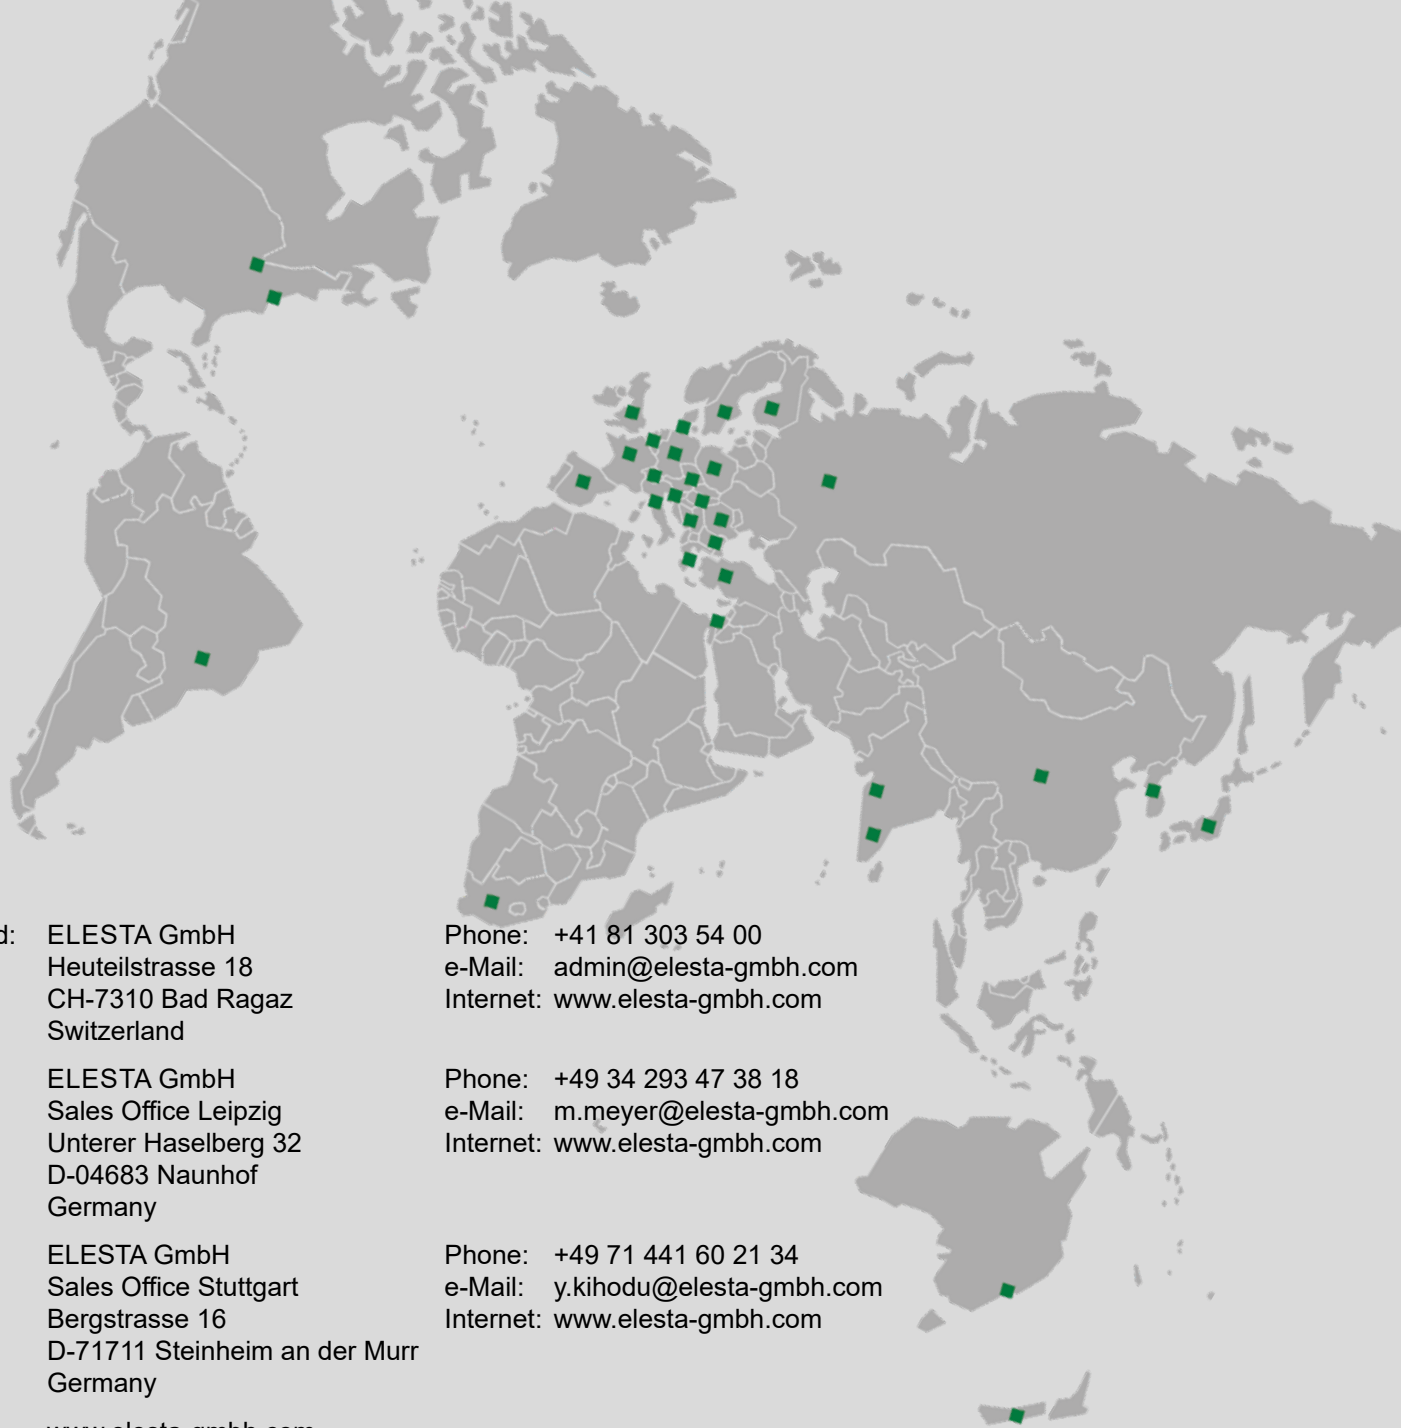 d: ELESTA GmbH Phone: +41 81 303 54 00
Heuteilstrasse 18 e-Mail: admin@elesta-gmbh.com
CH-7310 Bad Ragaz Internet: www.elesta-gmbh.com
Switzerland
ELESTA GmbH Phone: +49 34 293 47 38 18
Sales Office Leipzig e-Mail: m.meyer@elesta-gmbh.com
Unterer Haselberg 32 Internet: www.elesta-gmbh.com
D-04683 Naunhof
Germany
ELESTA GmbH Phone: +49 71 441 60 21 34
Sales Office Stuttgart e-Mail: y.kihodu@elesta-gmbh.com
Bergstrasse 16 Internet: www.elesta-gmbh.com
D-71711 Steinheim an der Murr
Germany
www.elesta-gmbh.com